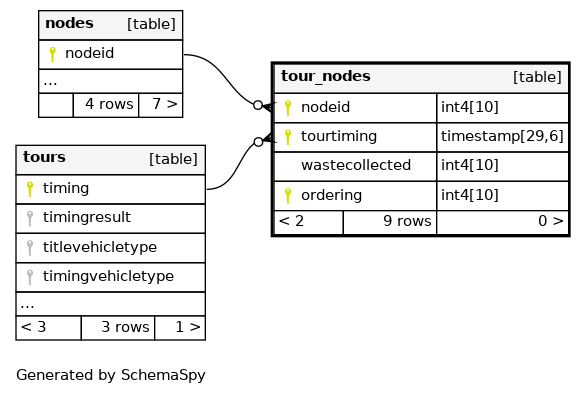 nodes [table]
nodeid
...
4 rows 7 >
tour_nodes [table]
nodeid int4[10]
tourtiming timestamp[29,6]
wastecollected int4[10]
ordering int4[10]
< 2 9 rows 0 >
tours [table]
timing
timingresult
titlevehicletype
timingvehicletype
...
< 3 3 rows 1 >
Generated by SchemaSpy